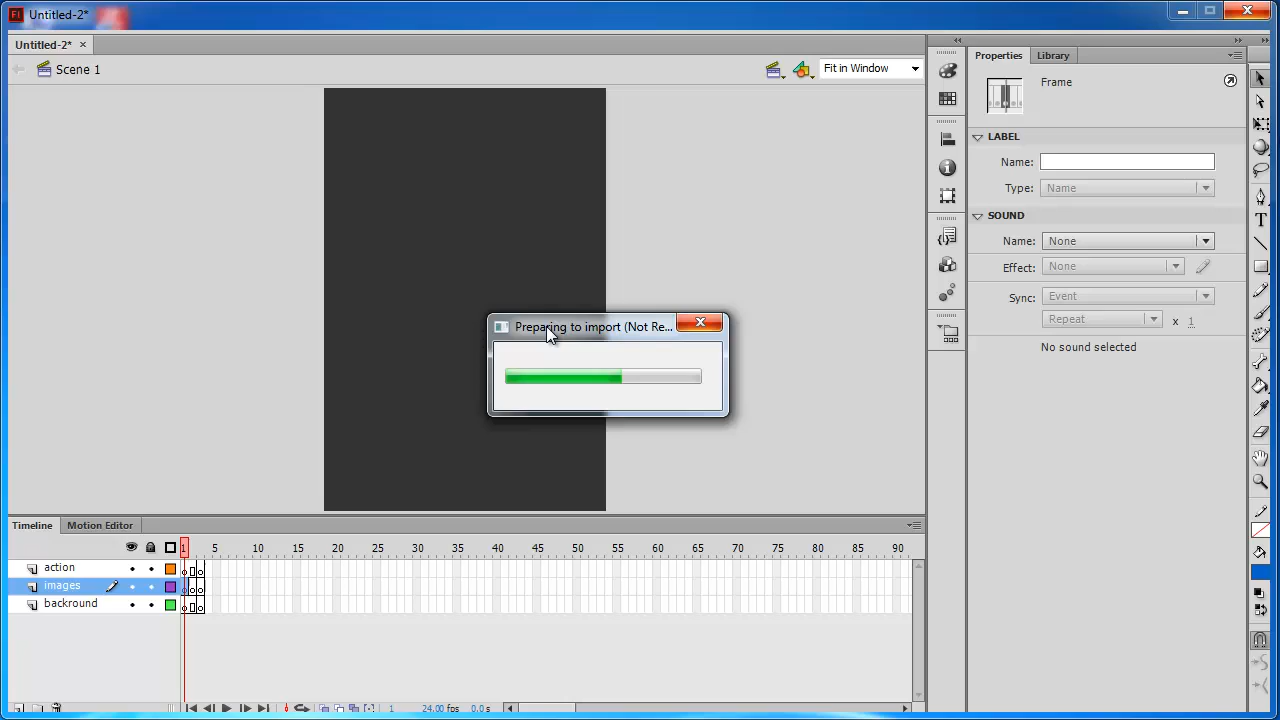 Fl Untitled-2*
Untitled-2* ×
Scene 1
Fit in Window
Properties Library
Frame
LABEL
Name:
Type: Name
SOUND
Name: None
Effect: None
Sync: Event
Repeat x 1
No sound selected
Preparing to import (Not Re...
Timeline Motion Editor
1 5 10 15 20 25 30 35 40 45 50 55 60 65 70 75 80 85 90
action
images
backround
1 24.00 fps 0.0 s